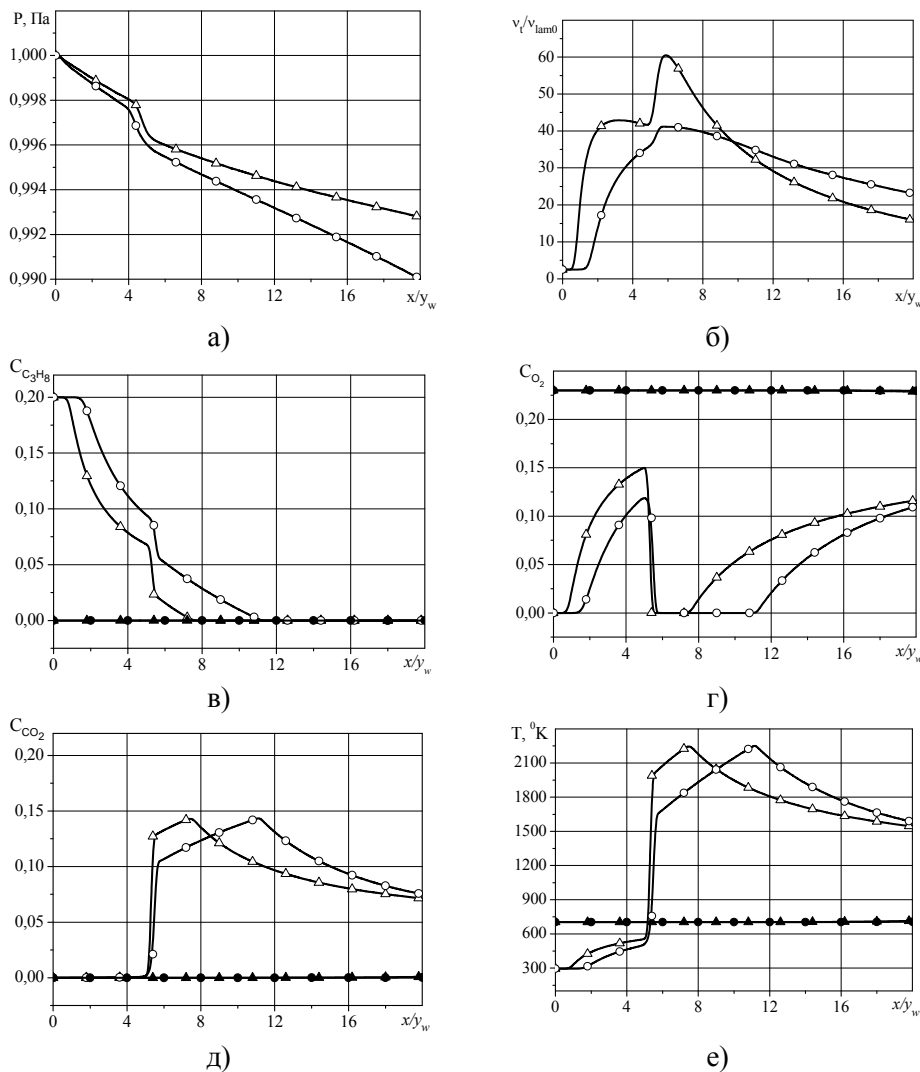 P, Па
1,000
0,998
0,996
0,994
0,992
0,990
0 4 8 12 16
x/y_w
а)
ν_t/ν_lam0
60
50
40
30
20
10
0
0 4 8 12 16
x/y_w
б)
C_C3H8
0,20
0,15
0,10
0,05
0,00
0 4 8 12 16
x/y_w
в)
C_O2
0,20
0,15
0,10
0,05
0,00
0 4 8 12 16
x/y_w
г)
C_CO2
0,20
0,15
0,10
0,05
0,00
0 4 8 12 16
x/y_w
д)
T, ⁰K
2100
1800
1500
1200
900
600
300
0 4 8 12 16
x/y_w
е)